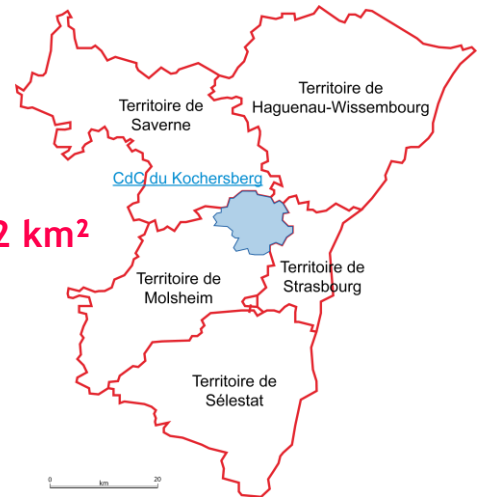 Territoire de
Haguenau-Wissembourg
Territoire de
Saverne
CdC du Kochersberg
2 km²
Territoire de
Strasbourg
Territoire de
Molsheim
Territoire de
Sélestat
0 km 20